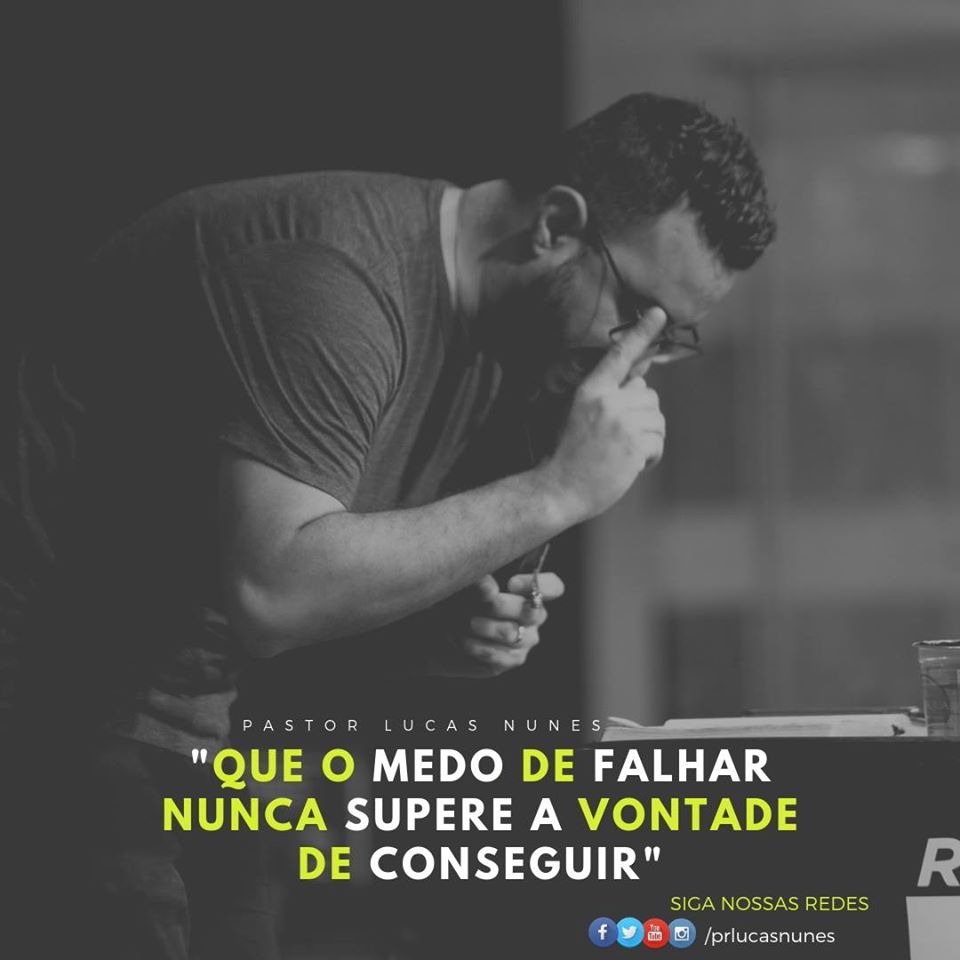 PASTOR LUCAS NUNES
"QUE O MEDO DE FALHAR
NUNCA SUPERE A VONTADE
DE CONSEGUIR"
R
SIGA NOSSAS REDES
/prlucasnunes